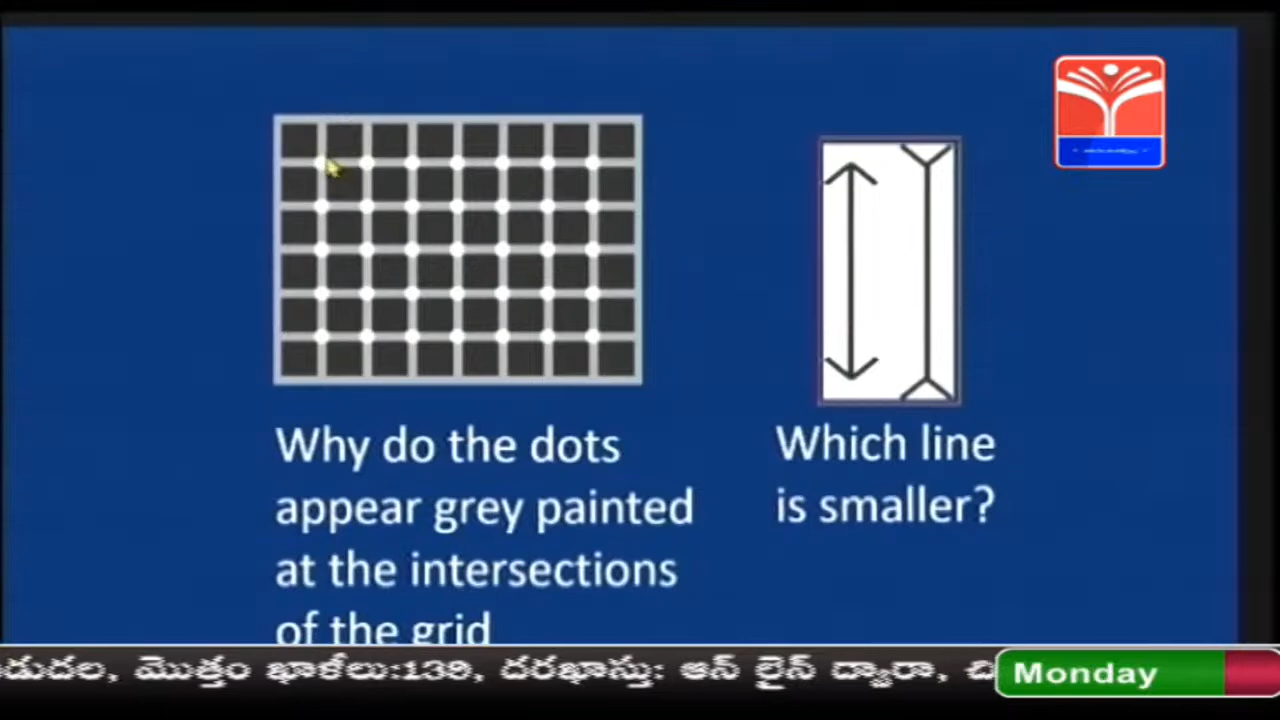 Why do the dots
appear grey painted
at the intersections
of the grid
Which line
is smaller?
మొత్తం ఖాళీలు:139, దరఖాస్తు: ఆన్ లైన్ ద్వారా,
Monday